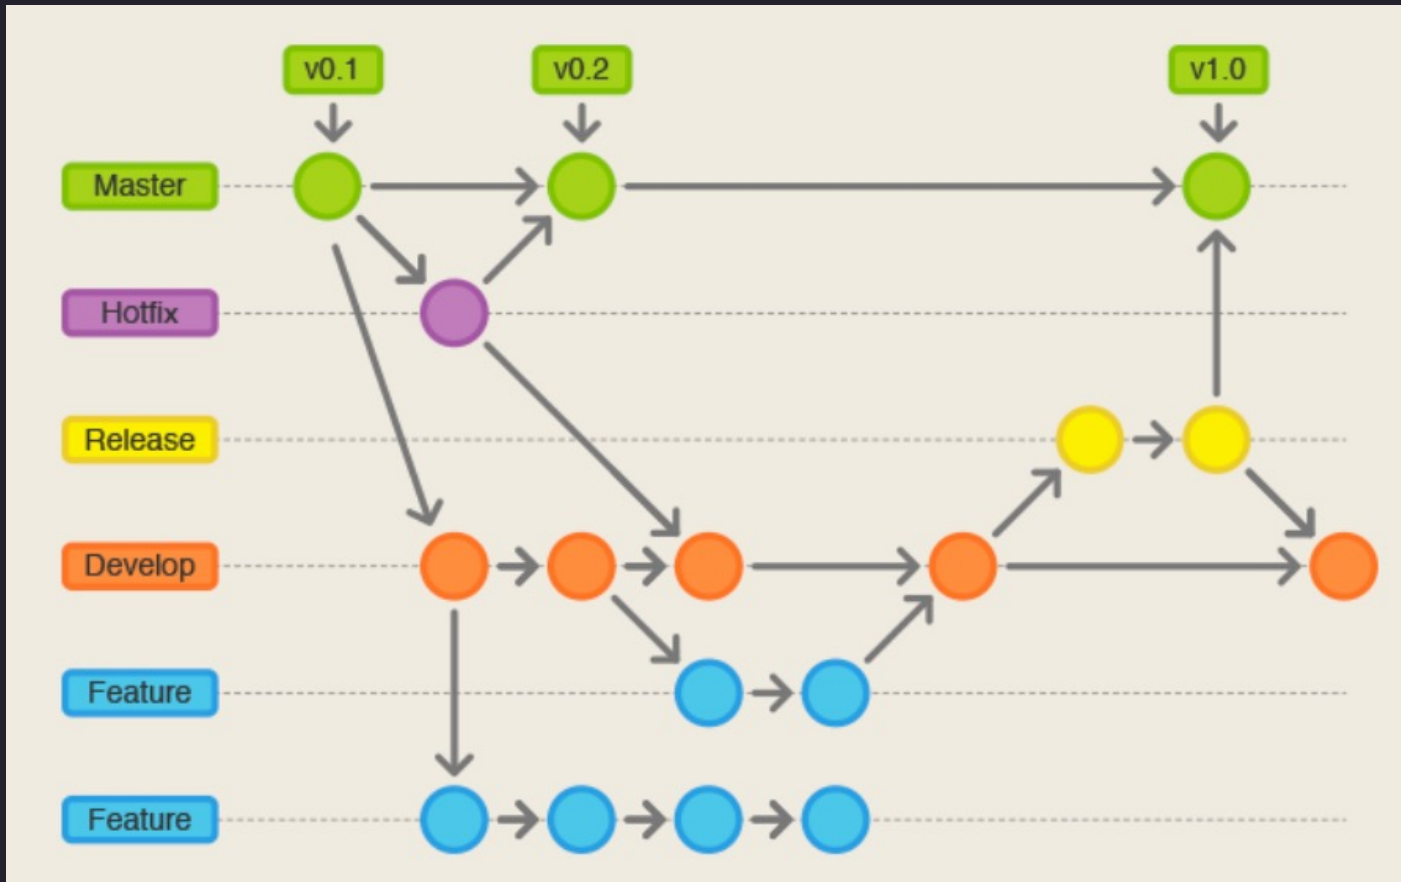 v0.1
v0.2
v1.0
Master
Hotfix
Release
Develop
Feature
Feature